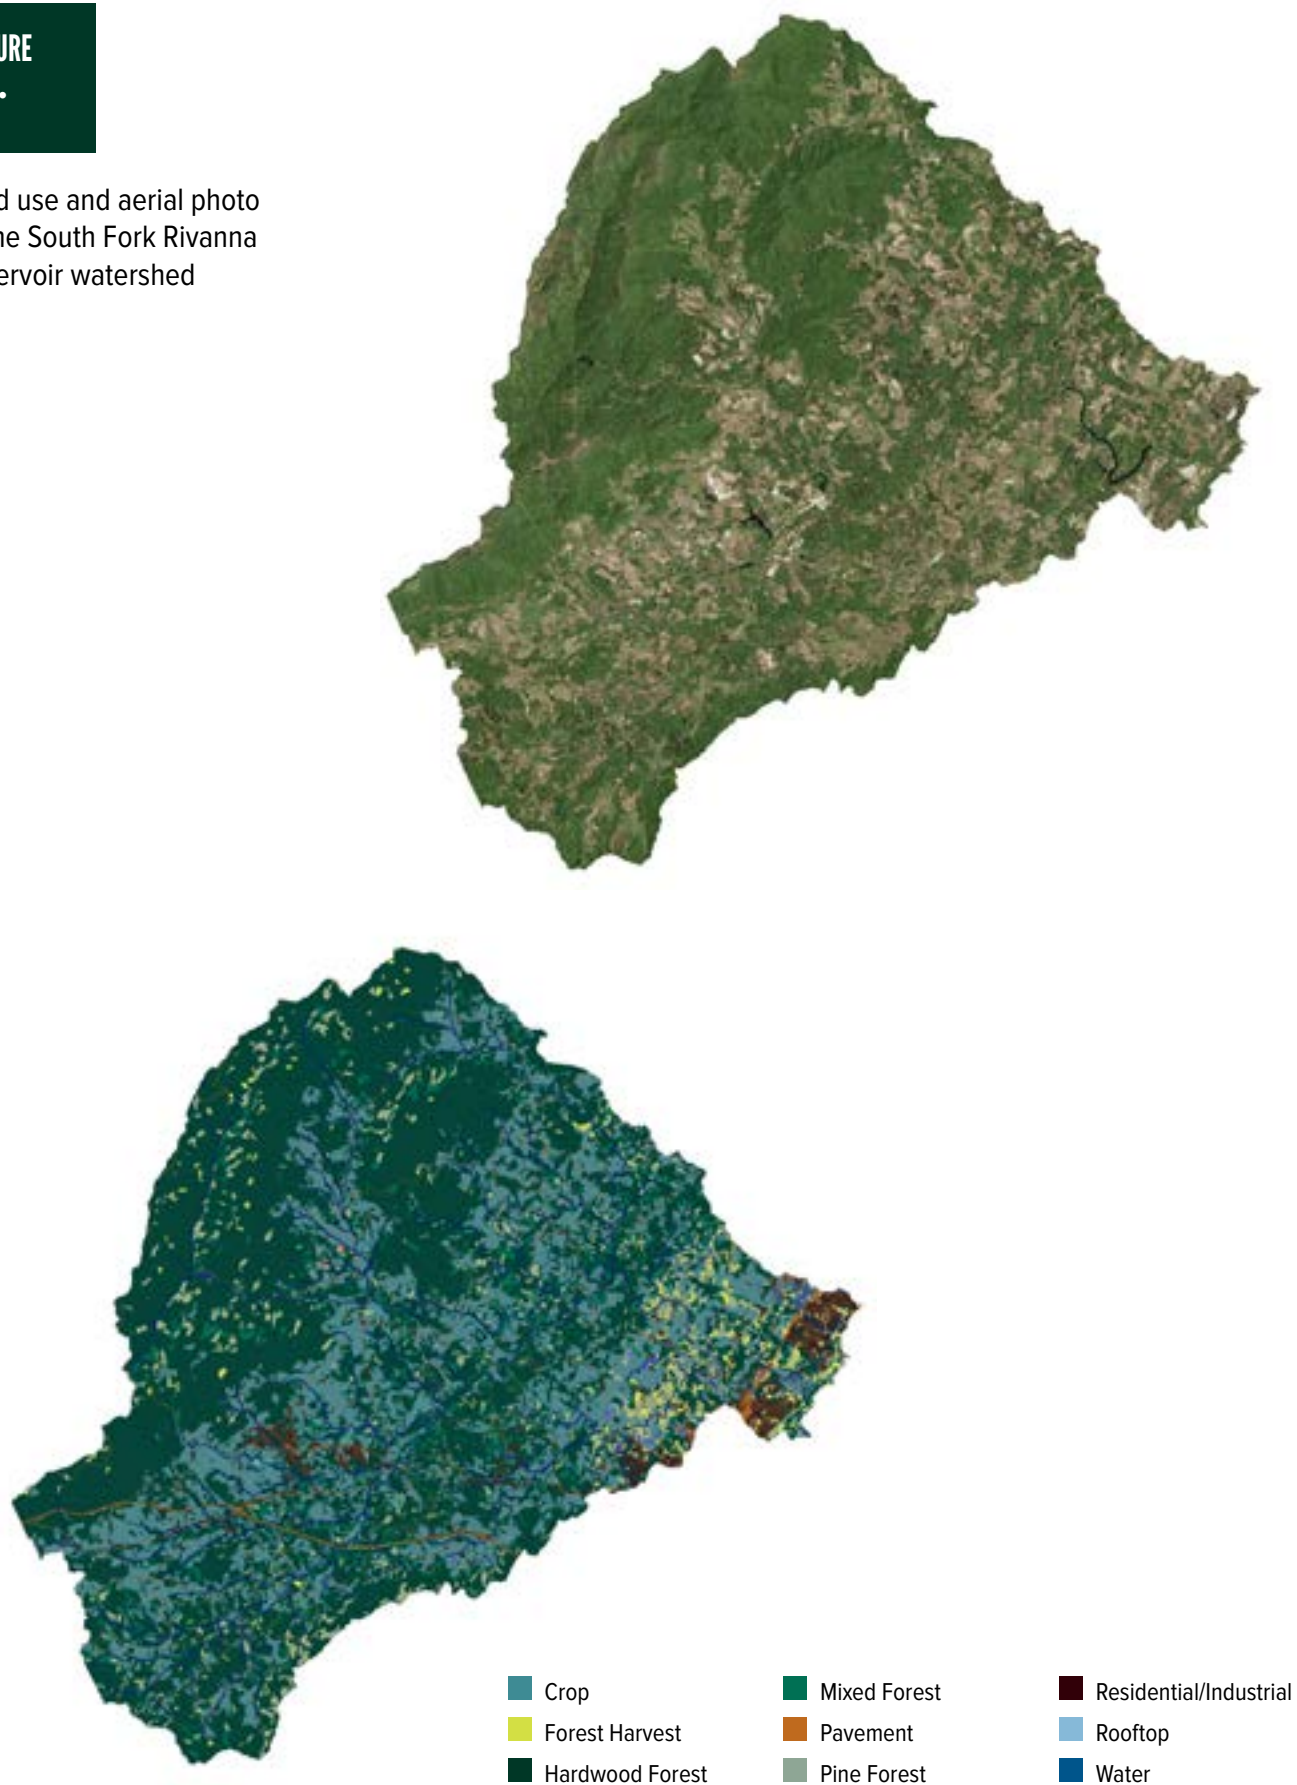 URE
.
d use and aerial photo
ne South Fork Rivanna
ervoir watershed
Crop
Forest Harvest
Hardwood Forest
Mixed Forest
Pavement
Pine Forest
Residential/Industrial
Rooftop
Water